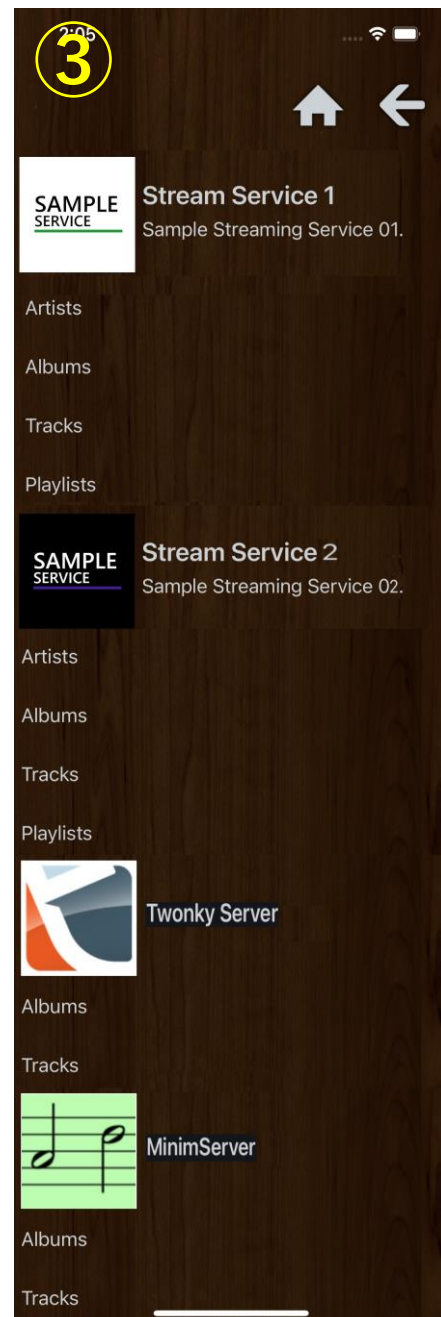 ③
2:05
SAMPLE
SERVICE
Stream Service 1
Sample Streaming Service 01.
Artists
Albums
Tracks
Playlists
SAMPLE
SERVICE
Stream Service 2
Sample Streaming Service 02.
Artists
Albums
Tracks
Playlists
Twonky Server
Albums
Tracks
MinimServer
Albums
Tracks